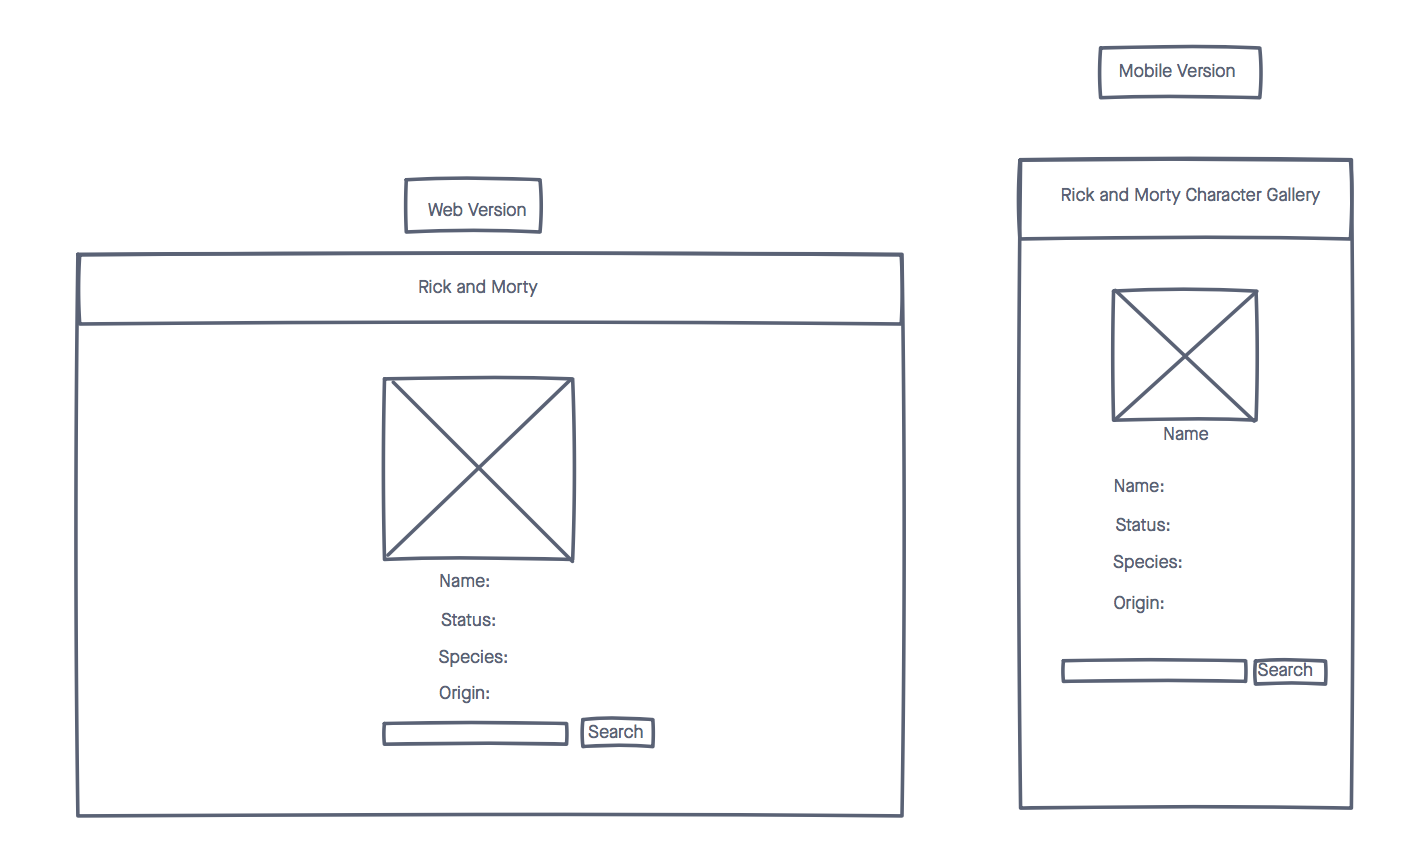 Web Version
Rick and Morty
Name:
Status:
Species:
Origin:
Search
Mobile Version
Rick and Morty Character Gallery
Name
Name:
Status:
Species:
Origin:
Search